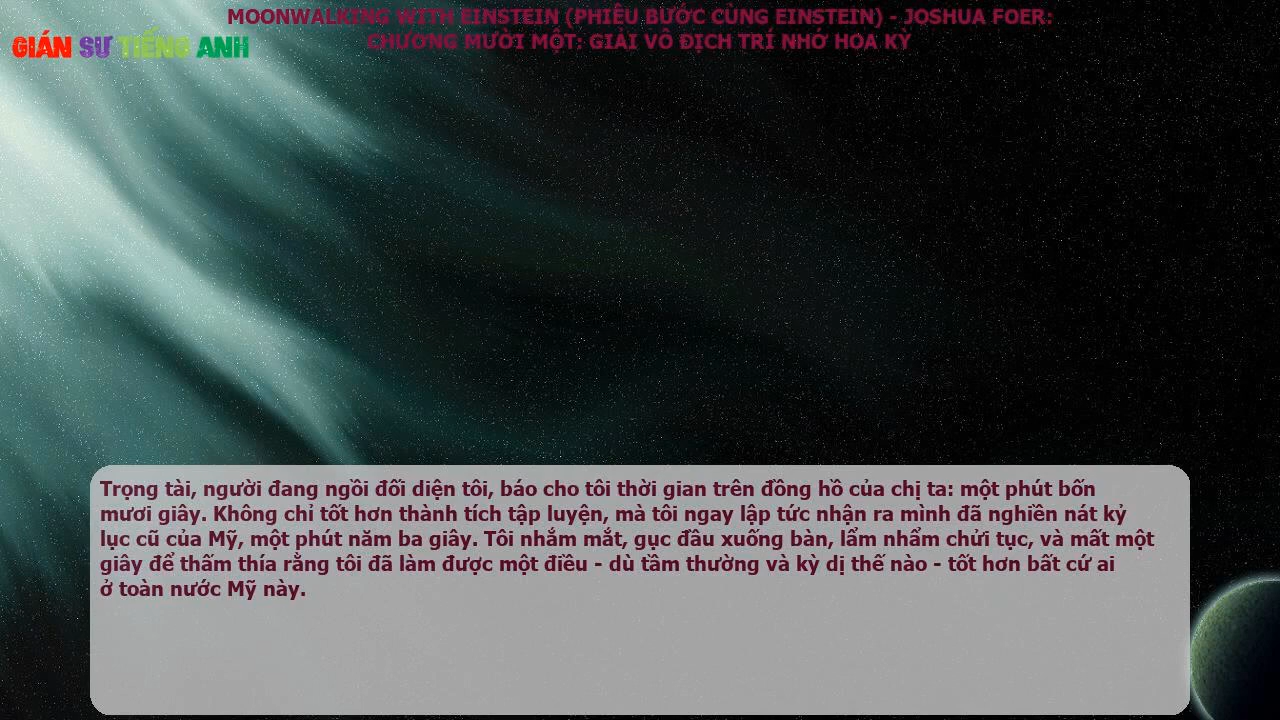 MOONWALKING WITH EINSTEIN (PHIÊU BƯỚC CÙNG EINSTEIN) - JOSHUA FOER:
CHƯƠNG MƯỜI MỘT: GIẢI VÔ ĐỊCH TRÍ NHỚ HOA KỲ
GIÁN SỨ TIẾNG ANH
Trọng tài, người đang ngồi đối diện tôi, báo cho tôi thời gian trên đồng hồ của chị ta: một phút bốn
mươi giây. Không chỉ tốt hơn thành tích tập luyện, mà tôi ngay lập tức nhận ra mình đã nghiền nát kỷ
lục cũ của Mỹ, một phút năm ba giây. Tôi nhắm mắt, gục đầu xuống bàn, lẩm nhẩm chửi tục, và mất một
giây để thấm thía rằng tôi đã làm được một điều - dù tầm thường và kỳ dị thế nào - tốt hơn bất cứ ai
ở toàn nước Mỹ này.